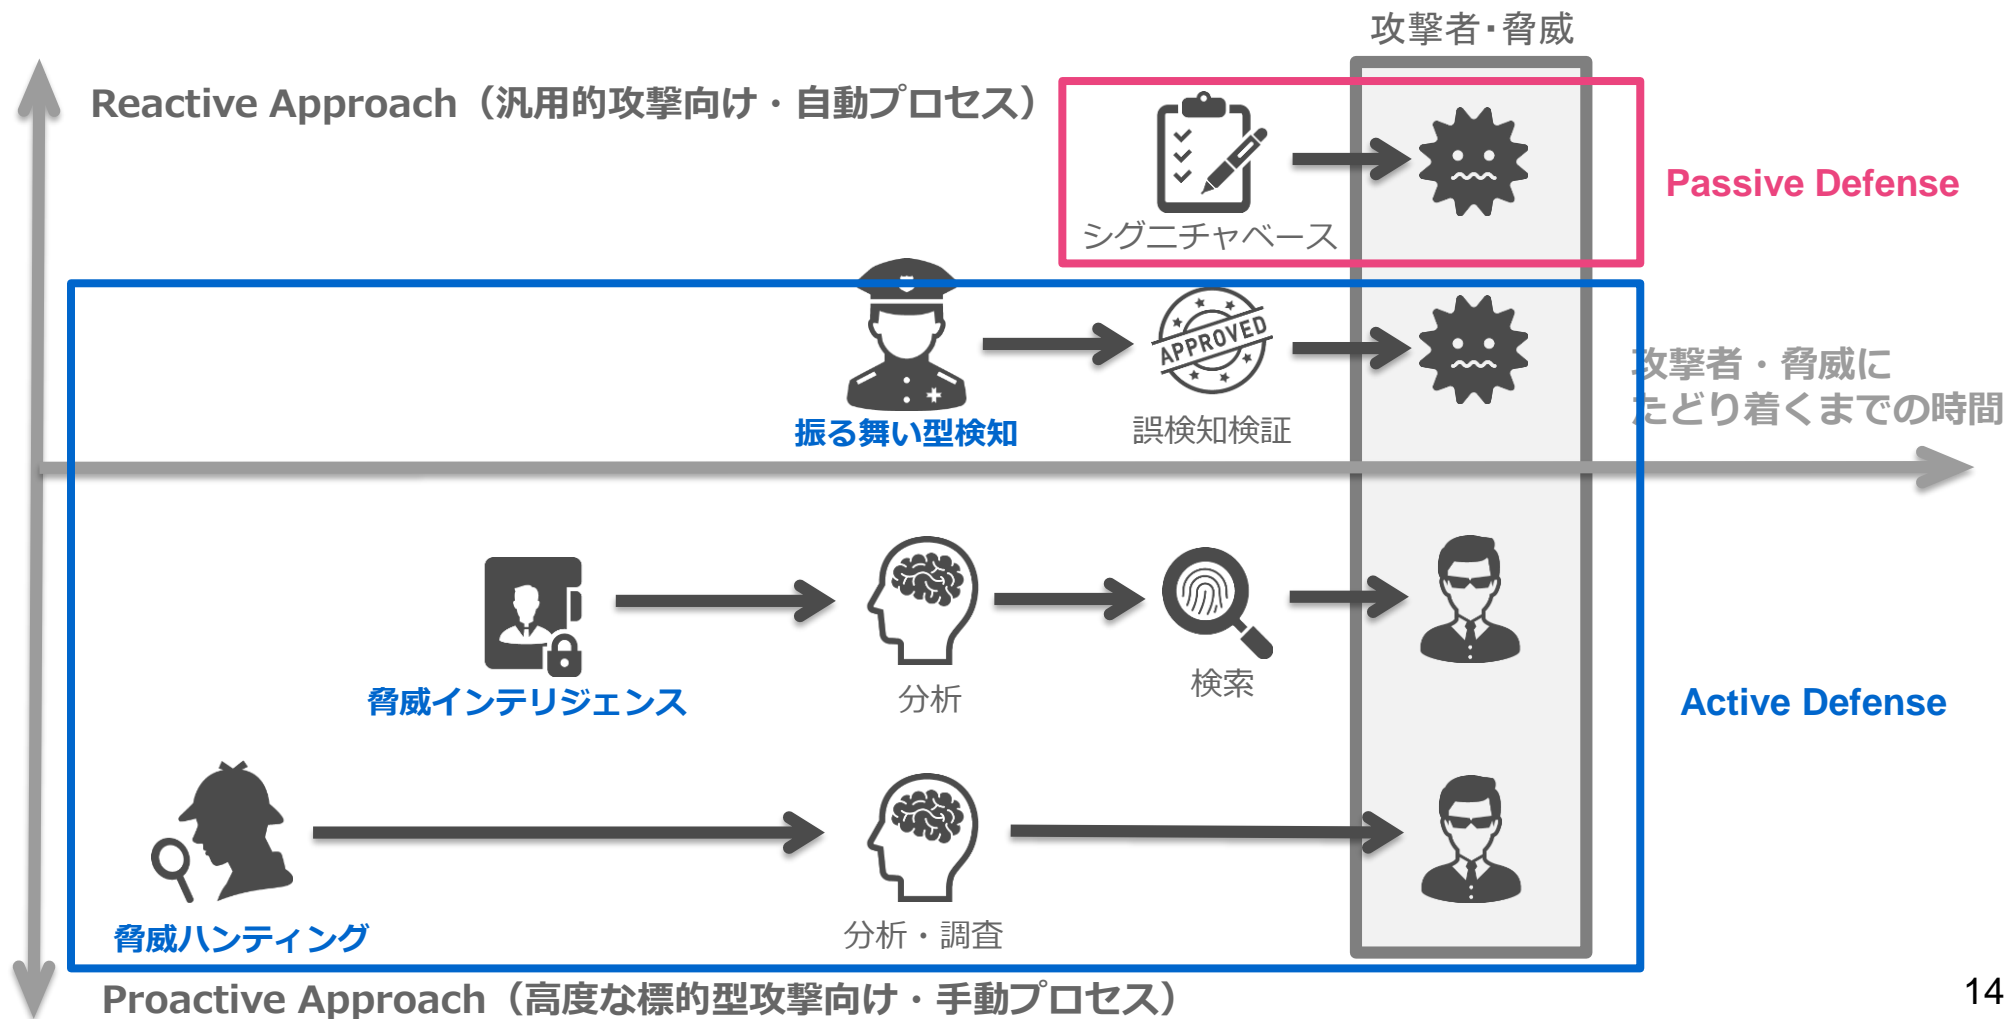 攻撃者・脅威
Reactive Approach（汎用的攻撃向け・自動プロセス）
Passive Defense
シグニチャベース
APPROVED
攻撃者・脅威に
たどり着くまでの時間
振る舞い型検知
誤検知検証
脅威インテリジェンス
分析
検索
Active Defense
脅威ハンティング
分析・調査
Proactive Approach（高度な標的型攻撃向け・手動プロセス）
14